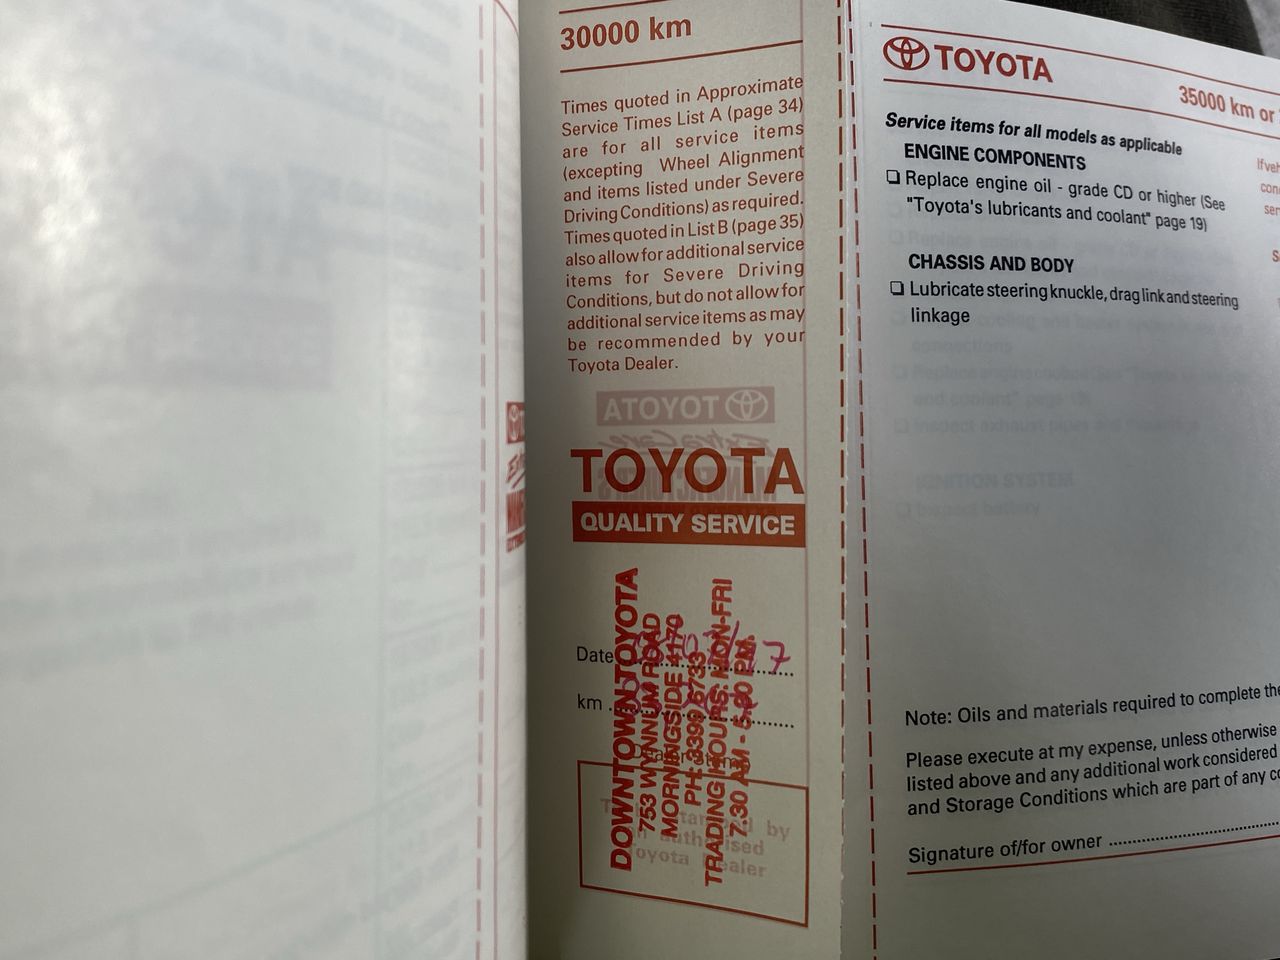 30000 km
Times quoted in Approximate
Service Times List A (page 34)
are for all service items
(excepting Wheel Alignment
and items listed under Severe
Driving Conditions) as required.
Times quoted in List B (page 35)
also allow for additional service
items for Severe Driving
Conditions, but do not allow for
additional service items as may
be recommended by your
Toyota Dealer.
TOYOTA
QUALITY SERVICE
Date
km
DOWNTOWN TOYOTA
753 WYNNUM ROAD
MORNINGSIDE 4170
PH: 3399 6733
TRADING HOURS: MON-FRI
7.30 AM - 5.30 PM.
TOYOTA
35000 km or
Service items for all models as applicable
ENGINE COMPONENTS
❏ Replace engine oil - grade CD or higher (See
"Toyota's lubricants and coolant" page 19)
CHASSIS AND BODY
❏ Lubricate steering knuckle, drag link and steering
linkage
Note: Oils and materials required to complete the
Please execute at my expense, unless otherwise
listed above and any additional work considered
and Storage Conditions which are part of any
Signature of/for owner